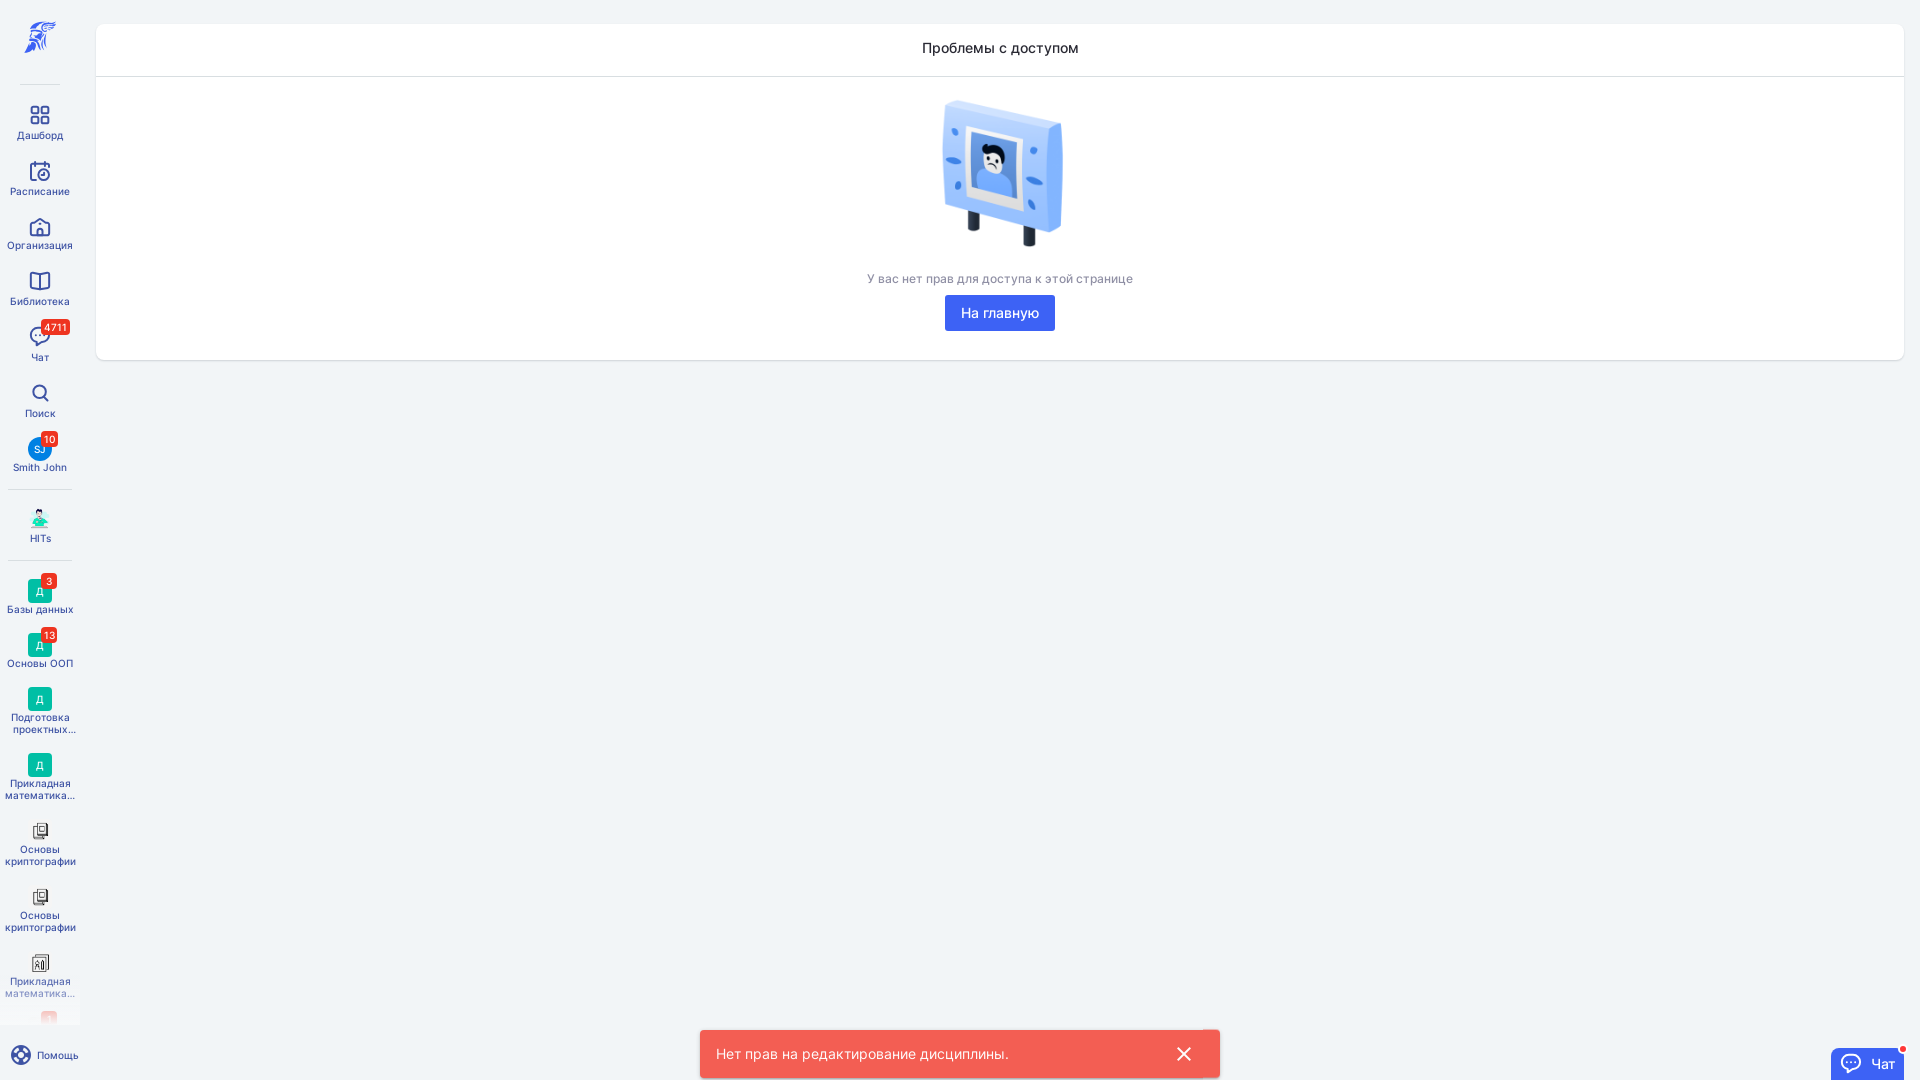 Проблемы с доступом
У вас нет прав для доступа к этой странице
На главную
Дашборд
Расписание
Организация
Библиотека
4711
Чат
Поиск
10
SJ
Smith John
HITs
3
Д
Базы данных
13
Д
Основы ООП
Д
Подготовка
проектных...
Д
Прикладная
математика...
Основы
криптографии
Основы
криптографии
Прикладная
математика...
1
Помощь
Нет прав на редактирование дисциплины.
Чат